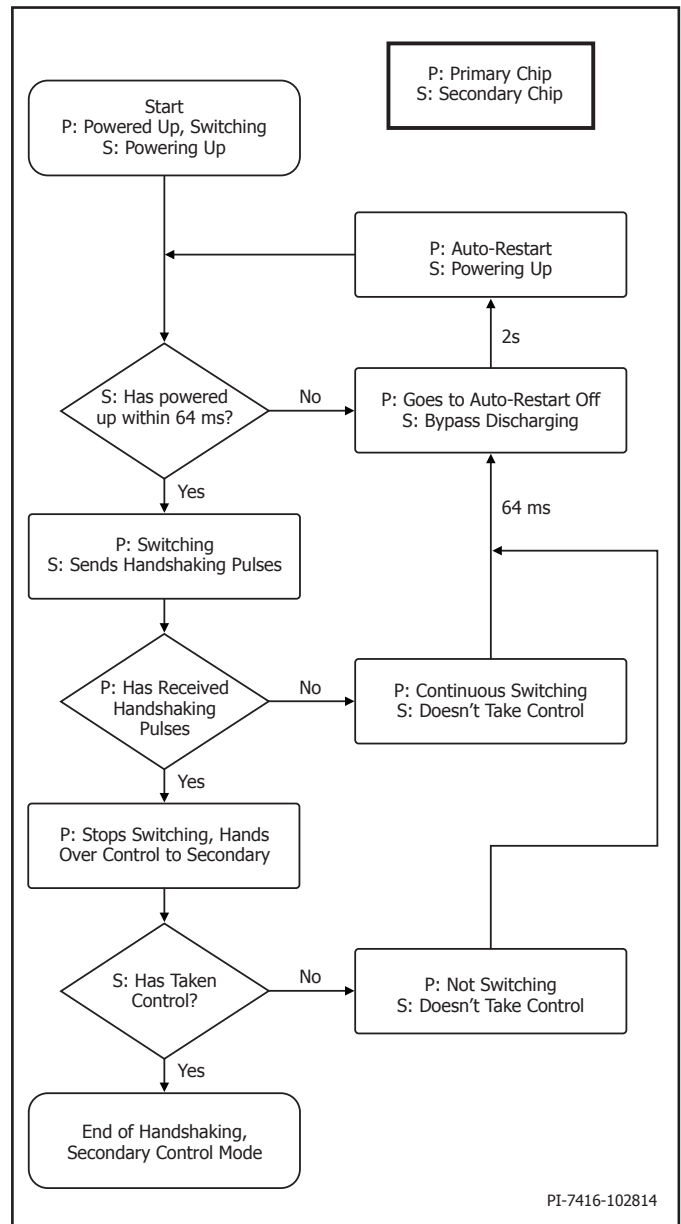 P: Primary Chip
S: Secondary Chip
Start
P: Powered Up, Switching
S: Powering Up
P: Auto-Restart
S: Powering Up
2s
S: Has powered
up within 64 ms?
No
P: Goes to Auto-Restart Off
S: Bypass Discharging
Yes
64 ms
P: Switching
S: Sends Handshaking Pulses
P: Has Received
Handshaking
Pulses
No
P: Continuous Switching
S: Doesn't Take Control
Yes
P: Stops Switching, Hands
Over Control to Secondary
S: Has Taken
Control?
No
P: Not Switching
S: Doesn't Take Control
Yes
End of Handshaking,
Secondary Control Mode
PI-7416-102814